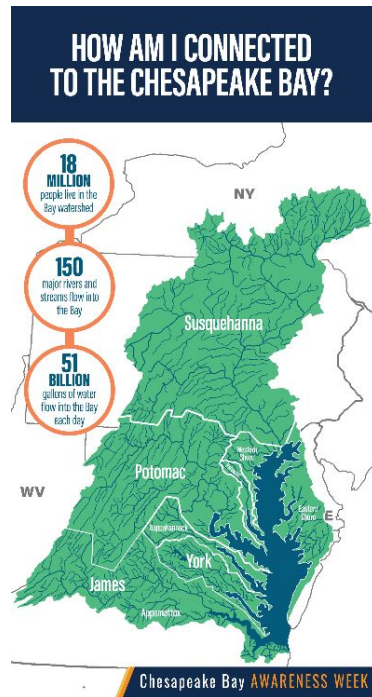 HOW AM I CONNECTED
TO THE CHESAPEAKE BAY?
18
MILLION
people live in the
Bay watershed
150
major rivers and
streams flow into
the Bay
51
BILLION
gallons of water
flow into the Bay
each day
NY
Susquehanna
Western
Shore
Potomac
WV
Eastern
Shore
E
Rappahannock
York
James
Appomattox
Chesapeake Bay AWARENESS WEEK